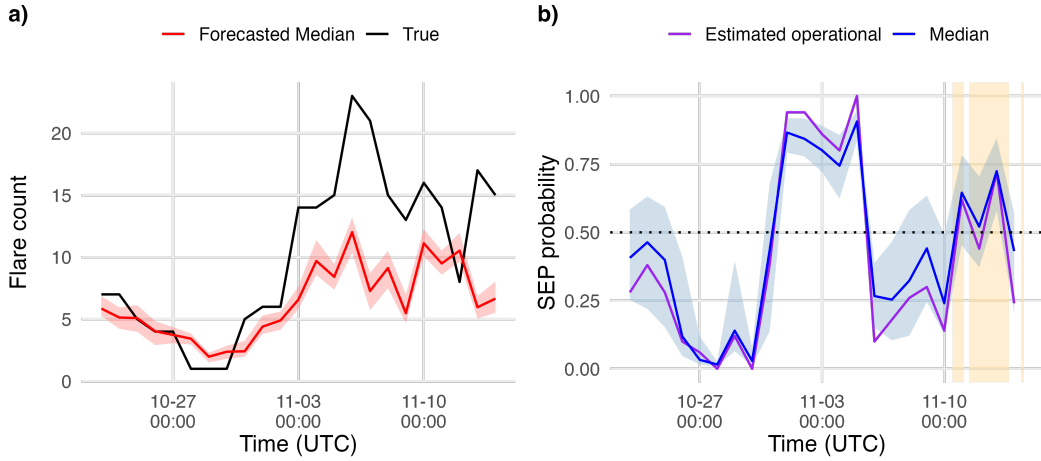 a)
Forecasted Median
True
Flare count
20
15
10
5
0
10-27
00:00
11-03
00:00
11-10
00:00
Time (UTC)
b)
Estimated operational
Median
SEP probability
1.00
0.75
0.50
0.25
0.00
10-27
00:00
11-03
00:00
11-10
00:00
Time (UTC)